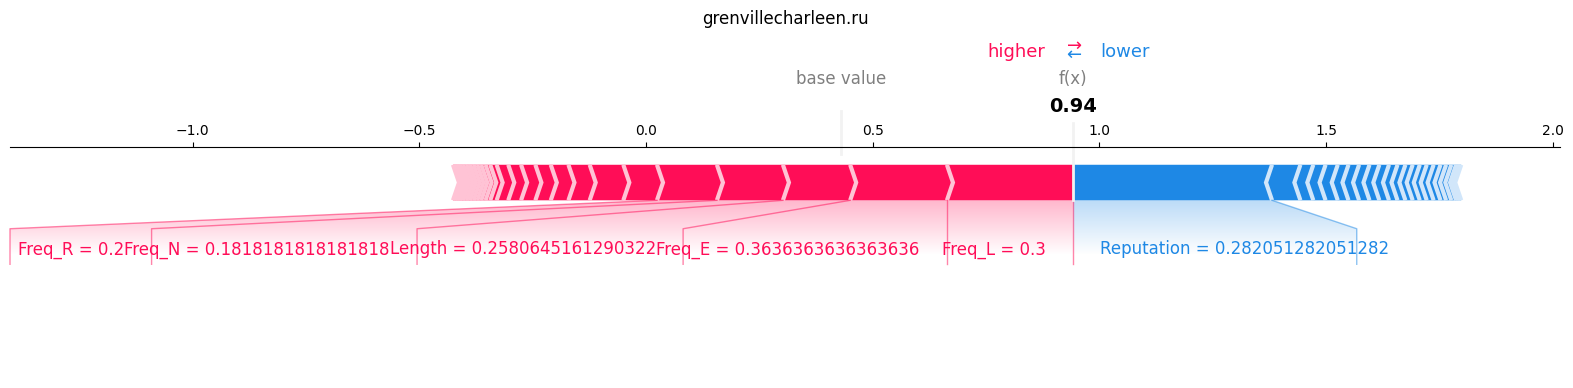 grenvillecharleen.ru
higher → ← lower
base value f(x)
0.94
−1.0 −0.5 0.0 0.5 1.0 1.5 2.0
Freq_R = 0.2 Freq_N = 0.1818181818181818 Length = 0.2580645161290322 Freq_E = 0.3636363636363636 Freq_L = 0.3 Reputation = 0.282051282051282